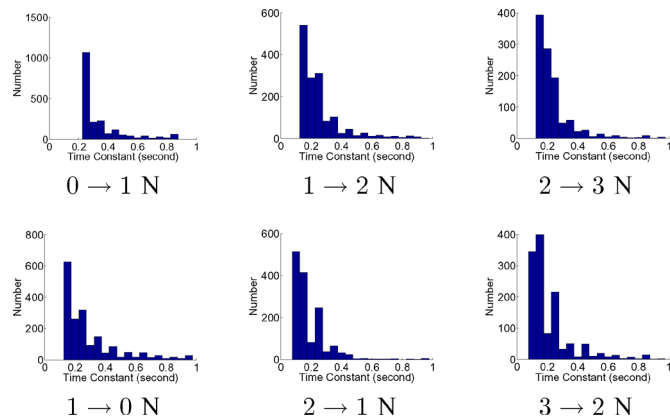 1500
1000
500
0
Number
0 0.2 0.4 0.6 0.8 1
Time Constant (second)
0 → 1 N
600
400
200
0
Number
0 0.2 0.4 0.6 0.8 1
Time Constant (second)
1 → 2 N
400
300
200
100
0
Number
0 0.2 0.4 0.6 0.8 1
Time Constant (second)
2 → 3 N
800
600
400
200
0
Number
0 0.2 0.4 0.6 0.8 1
Time Constant (second)
1 → 0 N
600
400
200
0
Number
0 0.2 0.4 0.6 0.8 1
Time Constant (second)
2 → 1 N
400
300
200
100
0
Number
0 0.2 0.4 0.6 0.8 1
Time Constant (second)
3 → 2 N